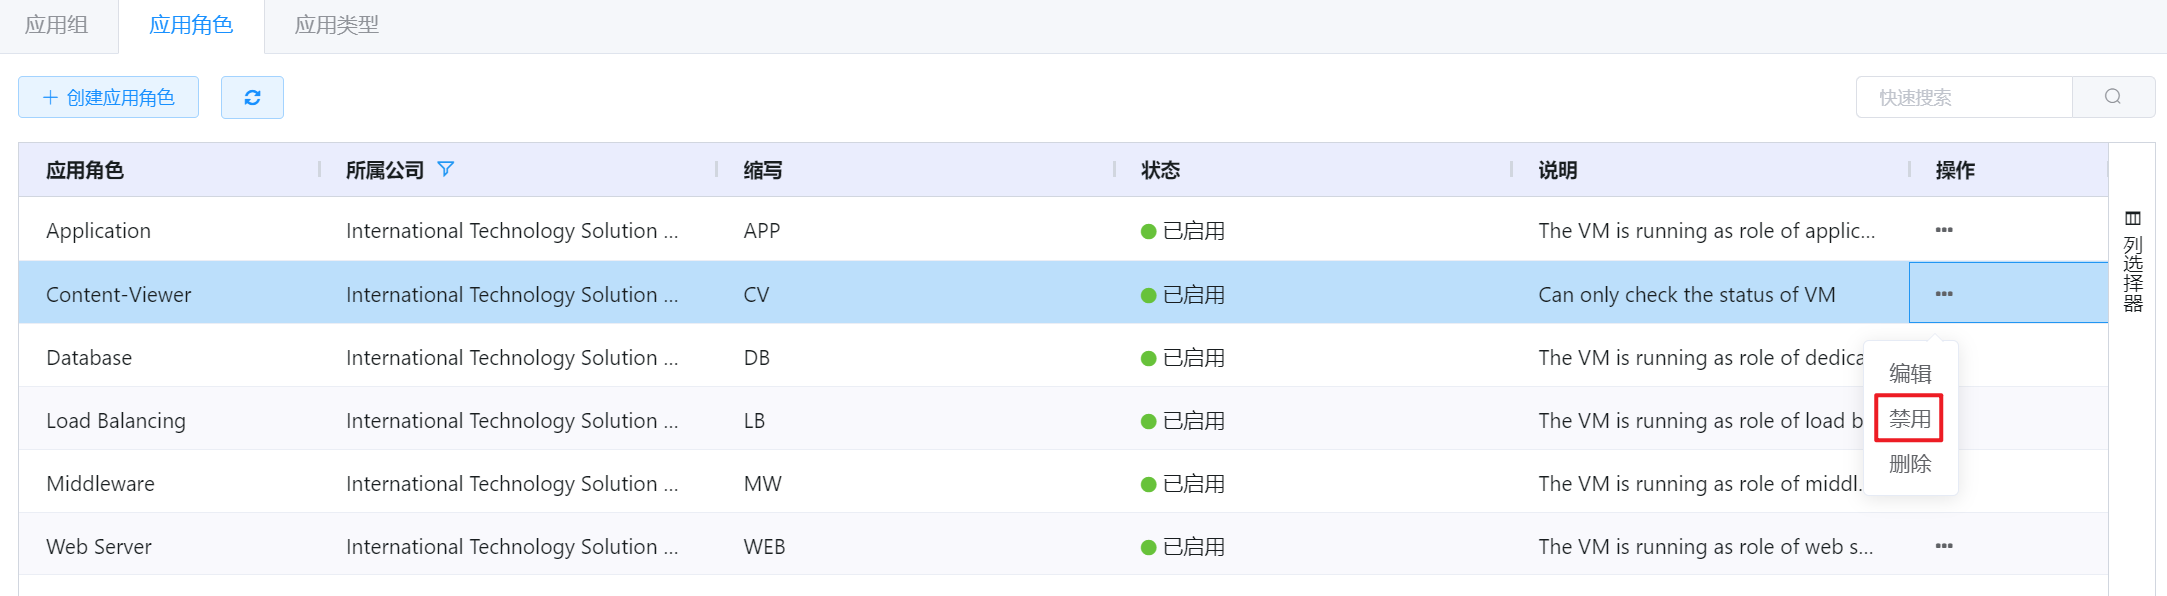 应用组 应用角色 应用类型
+ 创建应用角色 快速搜索
应用角色 所属公司 缩写 状态 说明 操作
Application International Technology Solution ... APP 已启用 The VM is running as role of applic... ···
Content-Viewer International Technology Solution ... CV 已启用 Can only check the status of VM ···
Database International Technology Solution ... DB 已启用 The VM is running as role of dedica
Load Balancing International Technology Solution ... LB 已启用 The VM is running as role of load b
Middleware International Technology Solution ... MW 已启用 The VM is running as role of middl.
Web Server International Technology Solution ... WEB 已启用 The VM is running as role of web s... ···
编辑
禁用
删除
列选择器